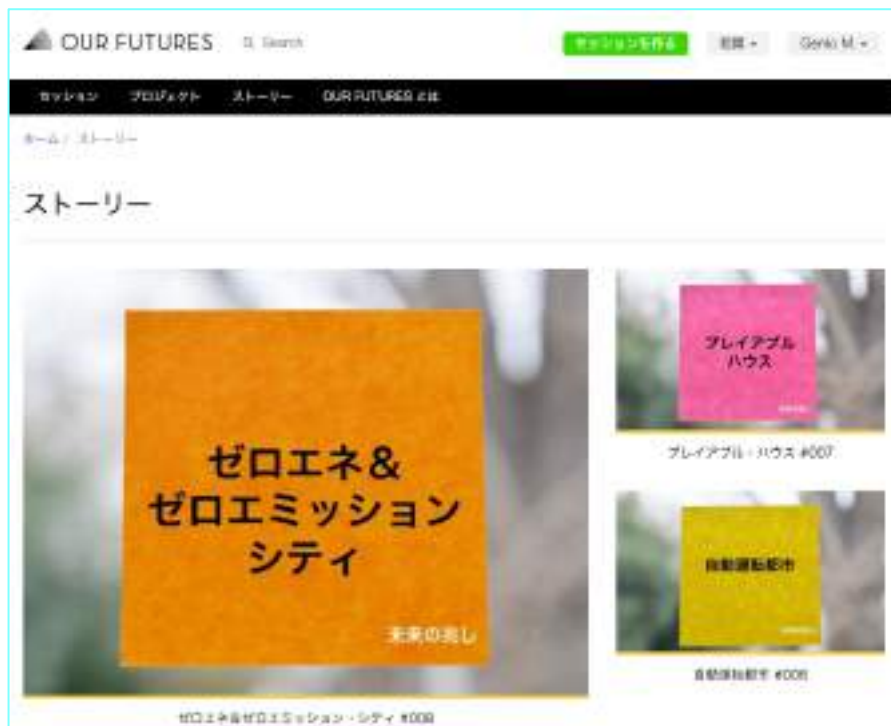 OUR FUTURES
Search
セッションを作る
Genki M.
セッション
プロジェクト
ストーリー
OUR FUTURES とは
ホーム / ストーリー
ストーリー
ゼロエネ&
ゼロエミッション
シティ
未来の兆し
ゼロエネ&ゼロエミッション・シティ #008
プレイアブル
ハウス
プレイアブル・ハウス #007
自動運転都市
自動運転都市 #006